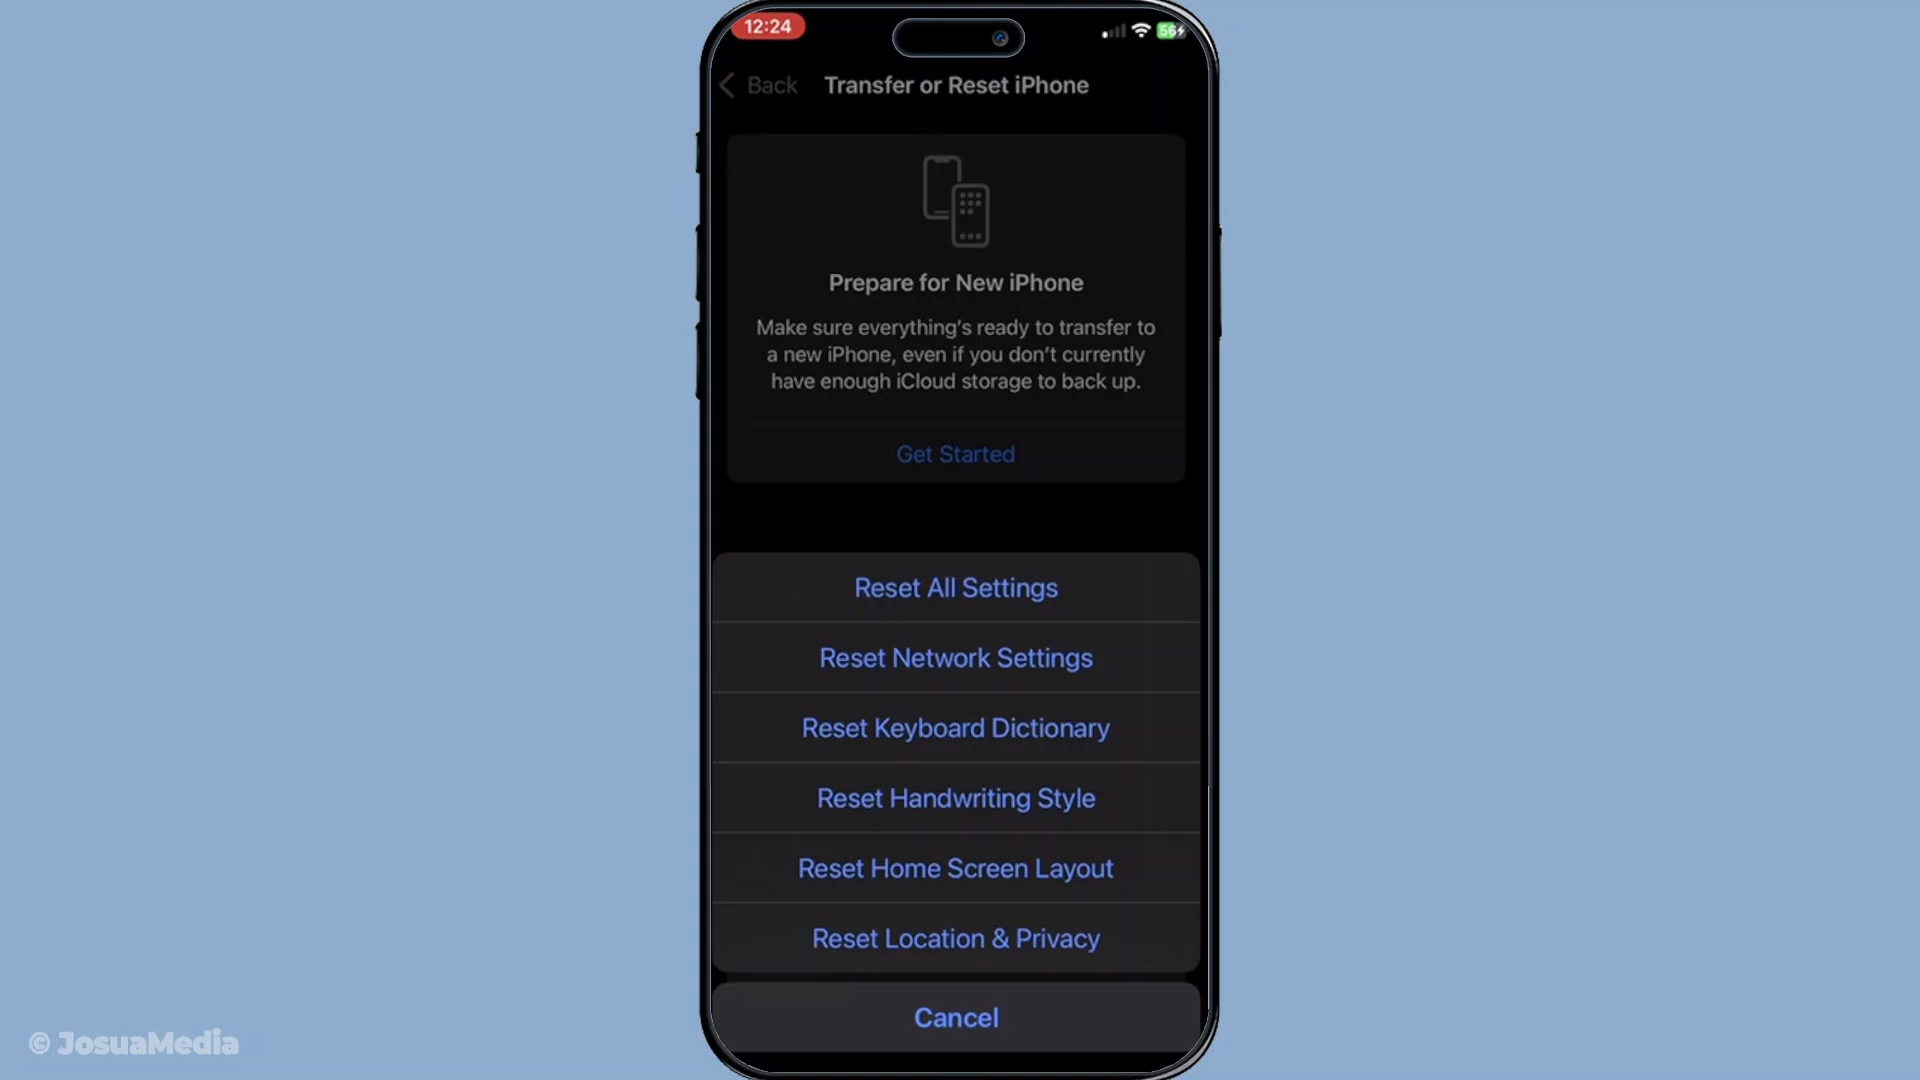 12:24
56
Back
Transfer or Reset iPhone
Prepare for New iPhone
Make sure everything's ready to transfer to
a new iPhone, even if you don't currently
have enough iCloud storage to back up.
Get Started
Reset All Settings
Reset Network Settings
Reset Keyboard Dictionary
Reset Handwriting Style
Reset Home Screen Layout
Reset Location & Privacy
Cancel
© JosuaMedia